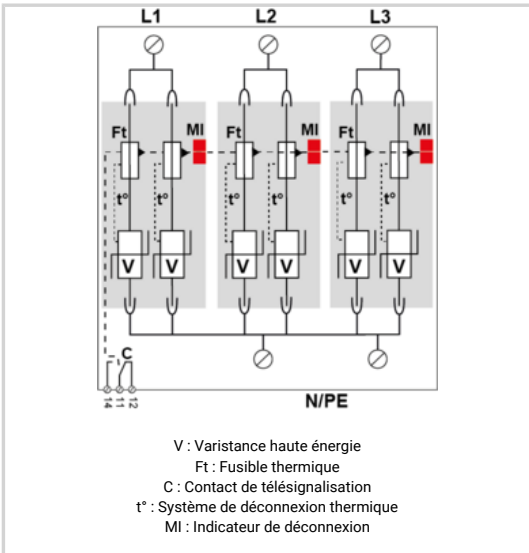 L1 L2 L3
Ft MI Ft MI Ft MI
t° t° t° t° t° t°
V V V V V V
C
14 11 12
N/PE
V : Varistance haute énergie
Ft : Fusible thermique
C : Contact de télésignalisation
t° : Système de déconnexion thermique
MI : Indicateur de déconnexion